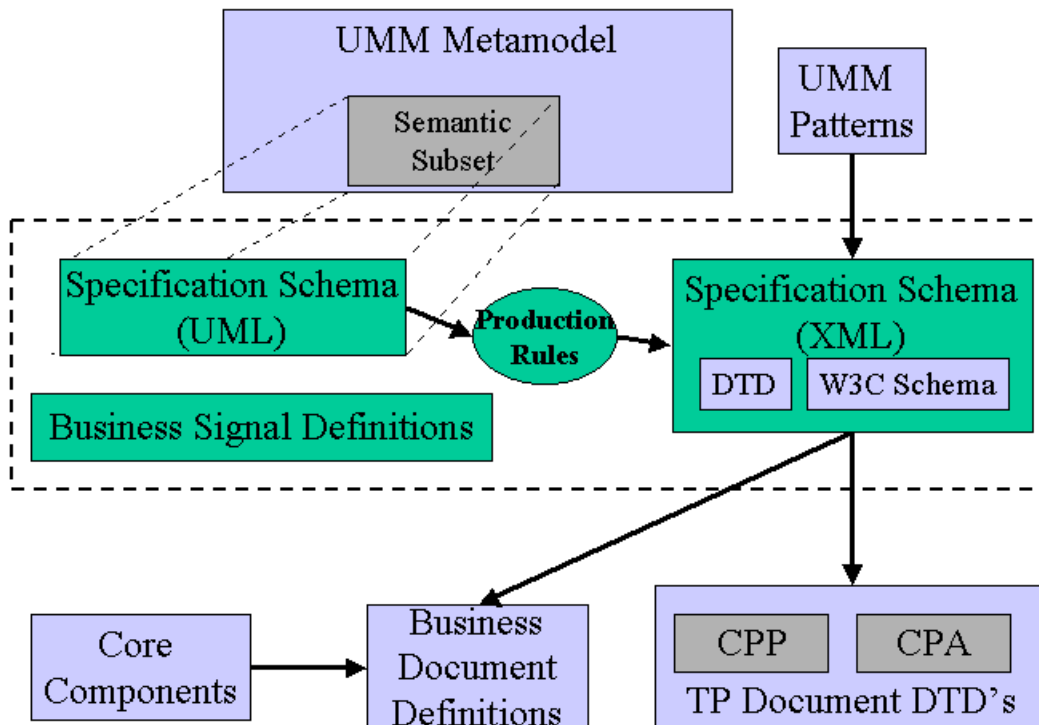 UMM Metamodel
Semantic
Subset
UMM
Patterns
Specification Schema
(UML)
Production
Rules
Specification Schema
(XML)
DTD
W3C Schema
Business Signal Definitions
Core
Components
Business
Document
Definitions
CPP
CPA
TP Document DTD's